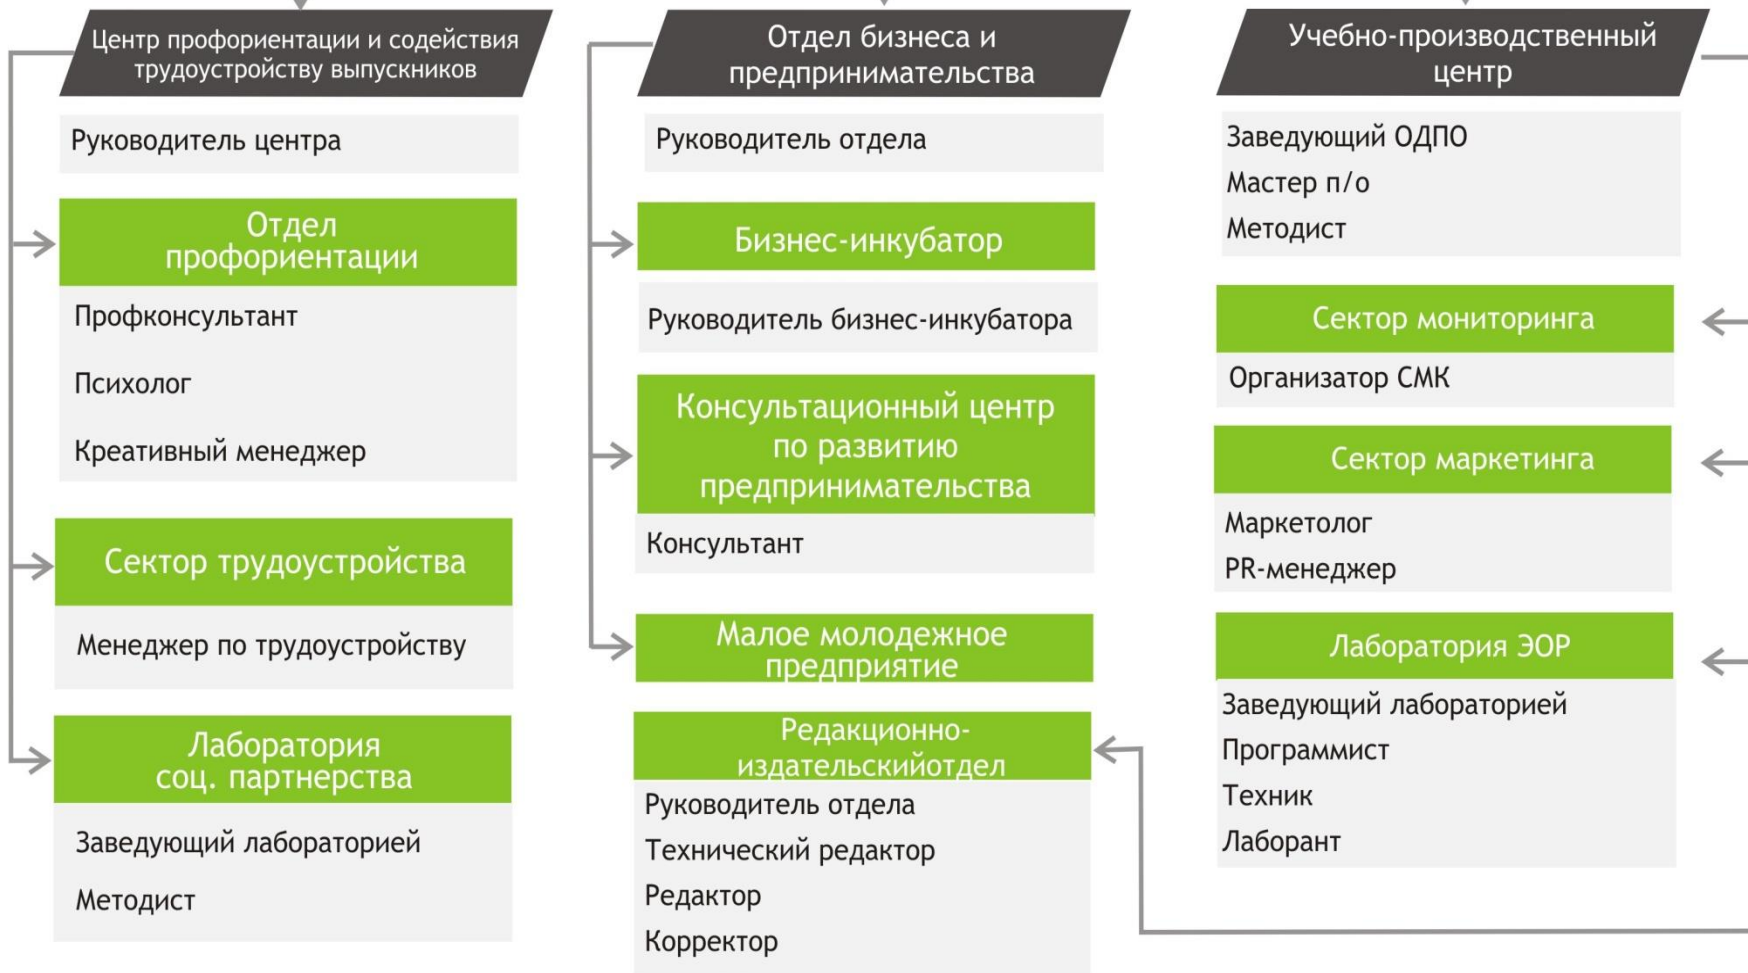 Центр профориентации и содействия
трудоустройству выпускников
Руководитель центра
Отдел
профориентации
Профконсультант
Психолог
Креативный менеджер
Сектор трудоустройства
Менеджер по трудоустройству
Лаборатория
соц. партнерства
Заведующий лабораторией
Методист
Отдел бизнеса и
предпринимательства
Руководитель отдела
Бизнес-инкубатор
Руководитель бизнес-инкубатора
Консультационный центр
по развитию
предпринимательства
Консультант
Малое молодежное
предприятие
Редакционно-
издательскийотдел
Руководитель отдела
Технический редактор
Редактор
Корректор
Учебно-производственный
центр
Заведующий ОДПО
Мастер п/о
Методист
Сектор мониторинга
Организатор СМК
Сектор маркетинга
Маркетолог
PR-менеджер
Лаборатория ЭОР
Заведующий лабораторией
Программист
Техник
Лаборант